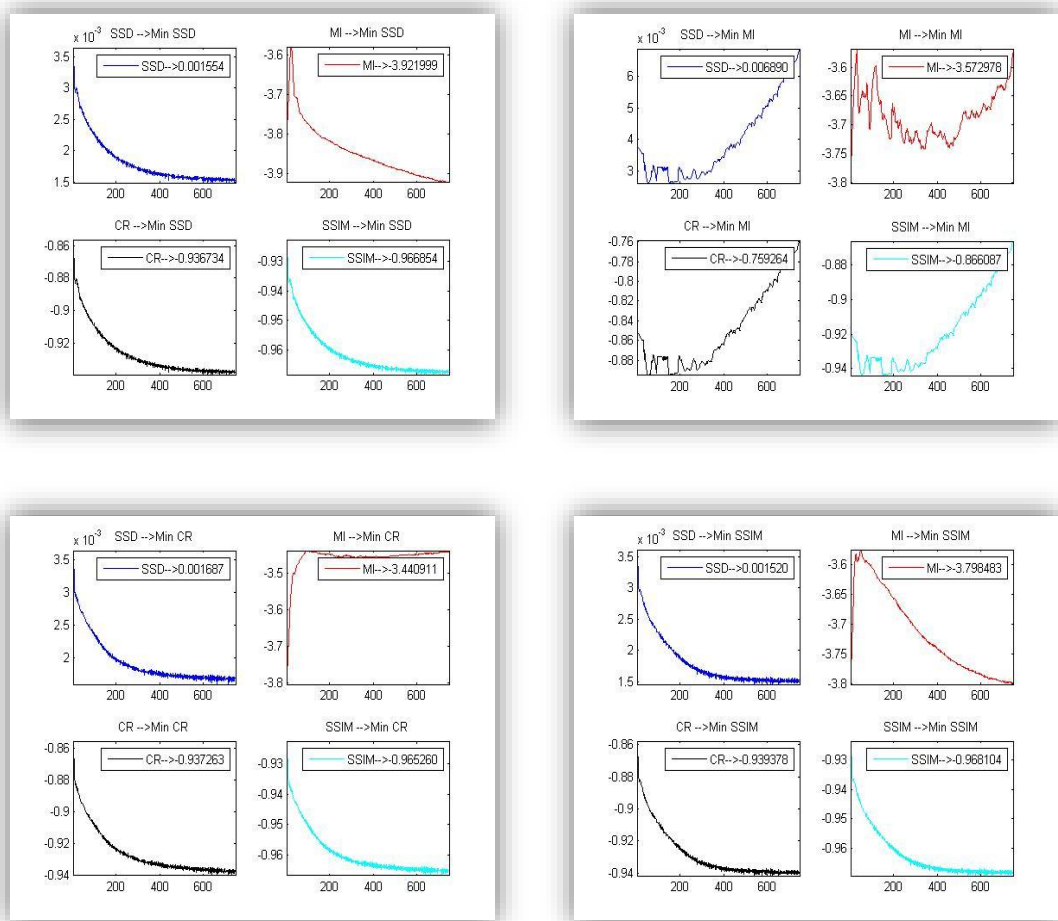 SSD -->Min SSD
x 10⁻³
SSD-->0.001554
3.5
3
2.5
2
1.5
200 400 600
MI -->Min SSD
MI-->-3.921999
-3.6
-3.7
-3.8
-3.9
200 400 600
CR -->Min SSD
CR-->-0.936734
-0.86
-0.88
-0.9
-0.92
200 400 600
SSIM -->Min SSD
SSIM-->-0.966854
-0.93
-0.94
-0.95
-0.96
200 400 600
SSD -->Min MI
x 10⁻³
SSD-->0.006890
6
5
4
3
200 400 600
MI -->Min MI
MI-->-3.572978
-3.6
-3.65
-3.7
-3.75
-3.8
200 400 600
CR -->Min MI
CR-->-0.759264
-0.76
-0.78
-0.8
-0.82
-0.84
-0.86
-0.88
200 400 600
SSIM -->Min MI
SSIM-->-0.866087
-0.88
-0.9
-0.92
-0.94
200 400 600
SSD -->Min CR
x 10⁻³
SSD-->0.001687
3.5
3
2.5
2
200 400 600
MI -->Min CR
MI-->-3.440911
-3.5
-3.6
-3.7
-3.8
200 400 600
CR -->Min CR
CR-->-0.937263
-0.86
-0.88
-0.9
-0.92
-0.94
200 400 600
SSIM -->Min CR
SSIM-->-0.965260
-0.93
-0.94
-0.95
-0.96
200 400 600
SSD -->Min SSIM
x 10⁻³
SSD-->0.001520
3.5
3
2.5
2
1.5
200 400 600
MI -->Min SSIM
MI-->-3.798483
-3.6
-3.65
-3.7
-3.75
-3.8
200 400 600
CR -->Min SSIM
CR-->-0.939378
-0.86
-0.88
-0.9
-0.92
-0.94
200 400 600
SSIM -->Min SSIM
SSIM-->-0.968104
-0.93
-0.94
-0.95
-0.96
200 400 600